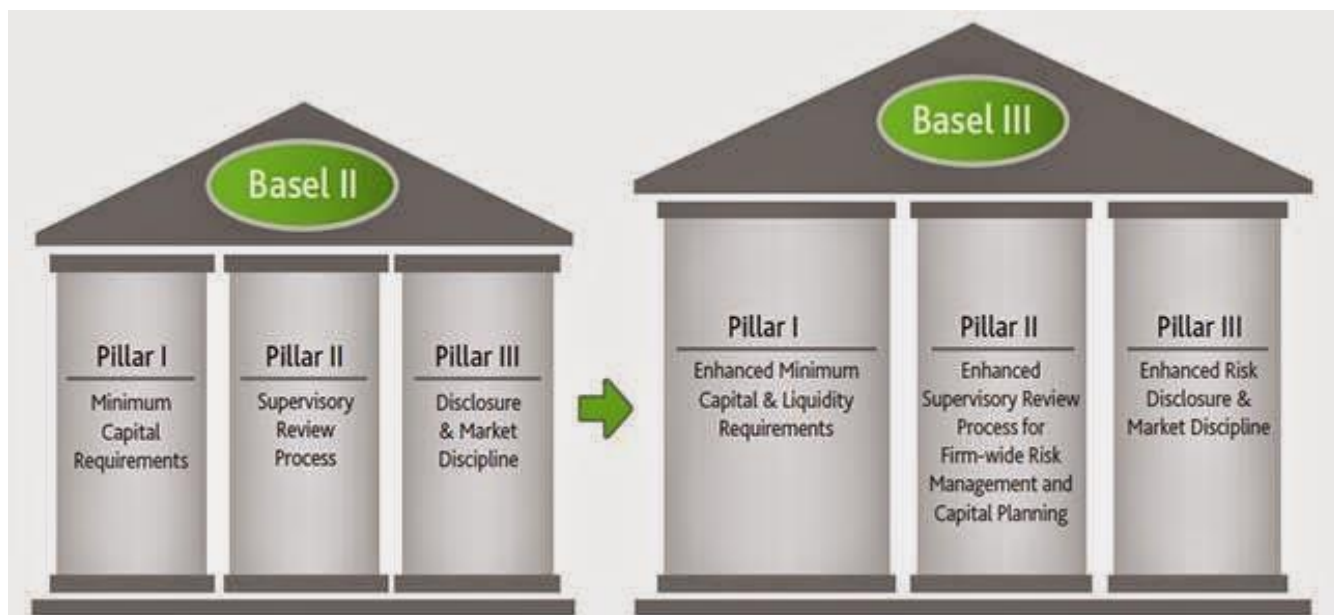 Basel II
Pillar I
Minimum
Capital
Requirements
Pillar II
Supervisory
Review
Process
Pillar III
Disclosure
& Market
Discipline
Basel III
Pillar I
Enhanced Minimum
Capital & Liquidity
Requirements
Pillar II
Enhanced
Supervisory Review
Process for
Firm-wide Risk
Management and
Capital Planning
Pillar III
Enhanced Risk
Disclosure &
Market Discipline